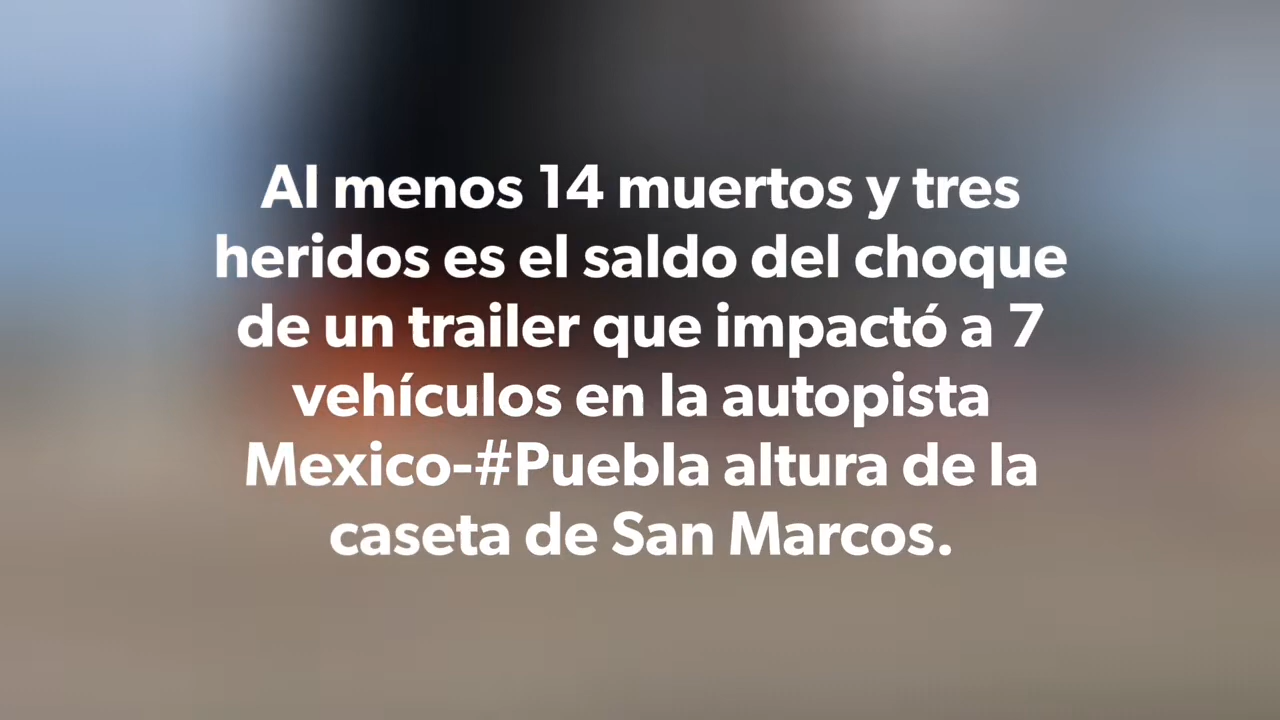 Al menos 14 muertos y tres
heridos es el saldo del choque
de un trailer que impactó a 7
vehículos en la autopista
Mexico-#Puebla altura de la
caseta de San Marcos.